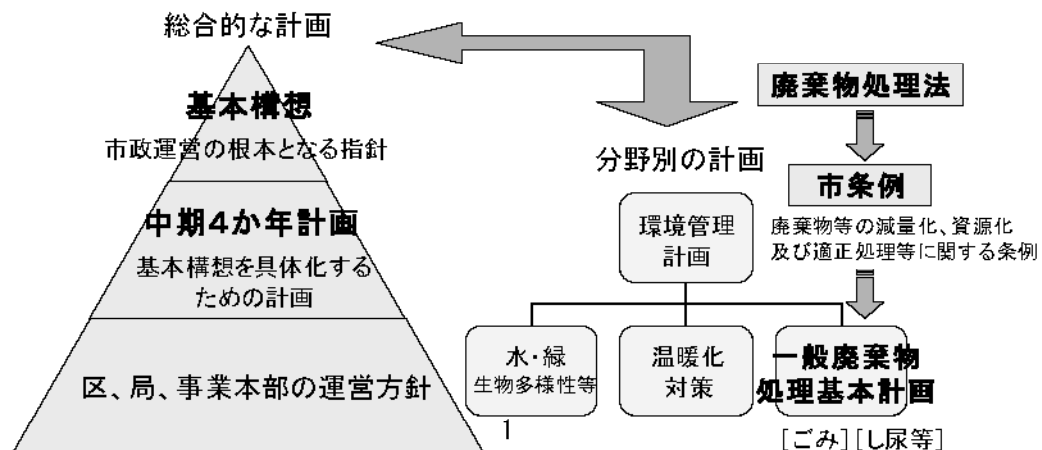 総合的な計画
基本構想
市政運営の根本となる指針
中期4か年計画
基本構想を具体化する
ための計画
区、局、事業本部の運営方針
分野別の計画
環境管理
計画
水・緑
生物多様性等
1
温暖化
対策
廃棄物処理法
市条例
廃棄物等の減量化、資源化
及び適正処理等に関する条例
一般廃棄物
処理基本計画
[ごみ][し尿等]